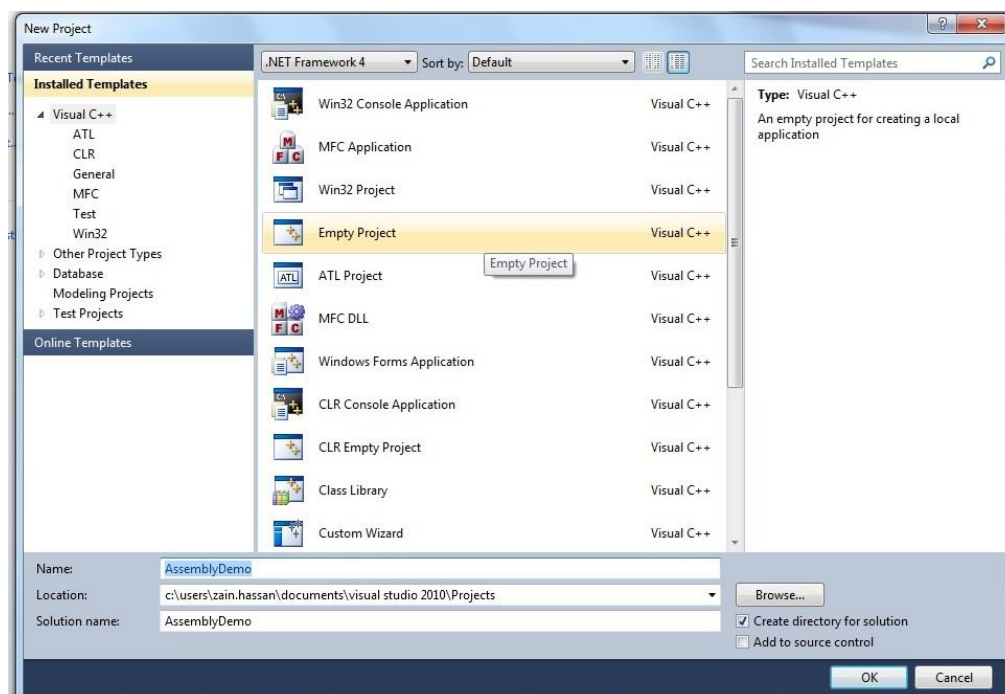 New Project
Recent Templates
Installed Templates
Visual C++
ATL
CLR
General
MFC
Test
Win32
Other Project Types
Database
Modeling Projects
Test Projects
Online Templates
.NET Framework 4
Sort by: Default
Win32 Console Application Visual C++
MFC Application Visual C++
Win32 Project Visual C++
Empty Project Visual C++
Empty Project
ATL Project Visual C++
MFC DLL Visual C++
Windows Forms Application Visual C++
CLR Console Application Visual C++
CLR Empty Project Visual C++
Class Library Visual C++
Custom Wizard Visual C++
Search Installed Templates
Type: Visual C++
An empty project for creating a local
application
Name: AssemblyDemo
Location: c:\users\zain.hassan\documents\visual studio 2010\Projects
Browse...
Solution name: AssemblyDemo
Create directory for solution
Add to source control
OK Cancel